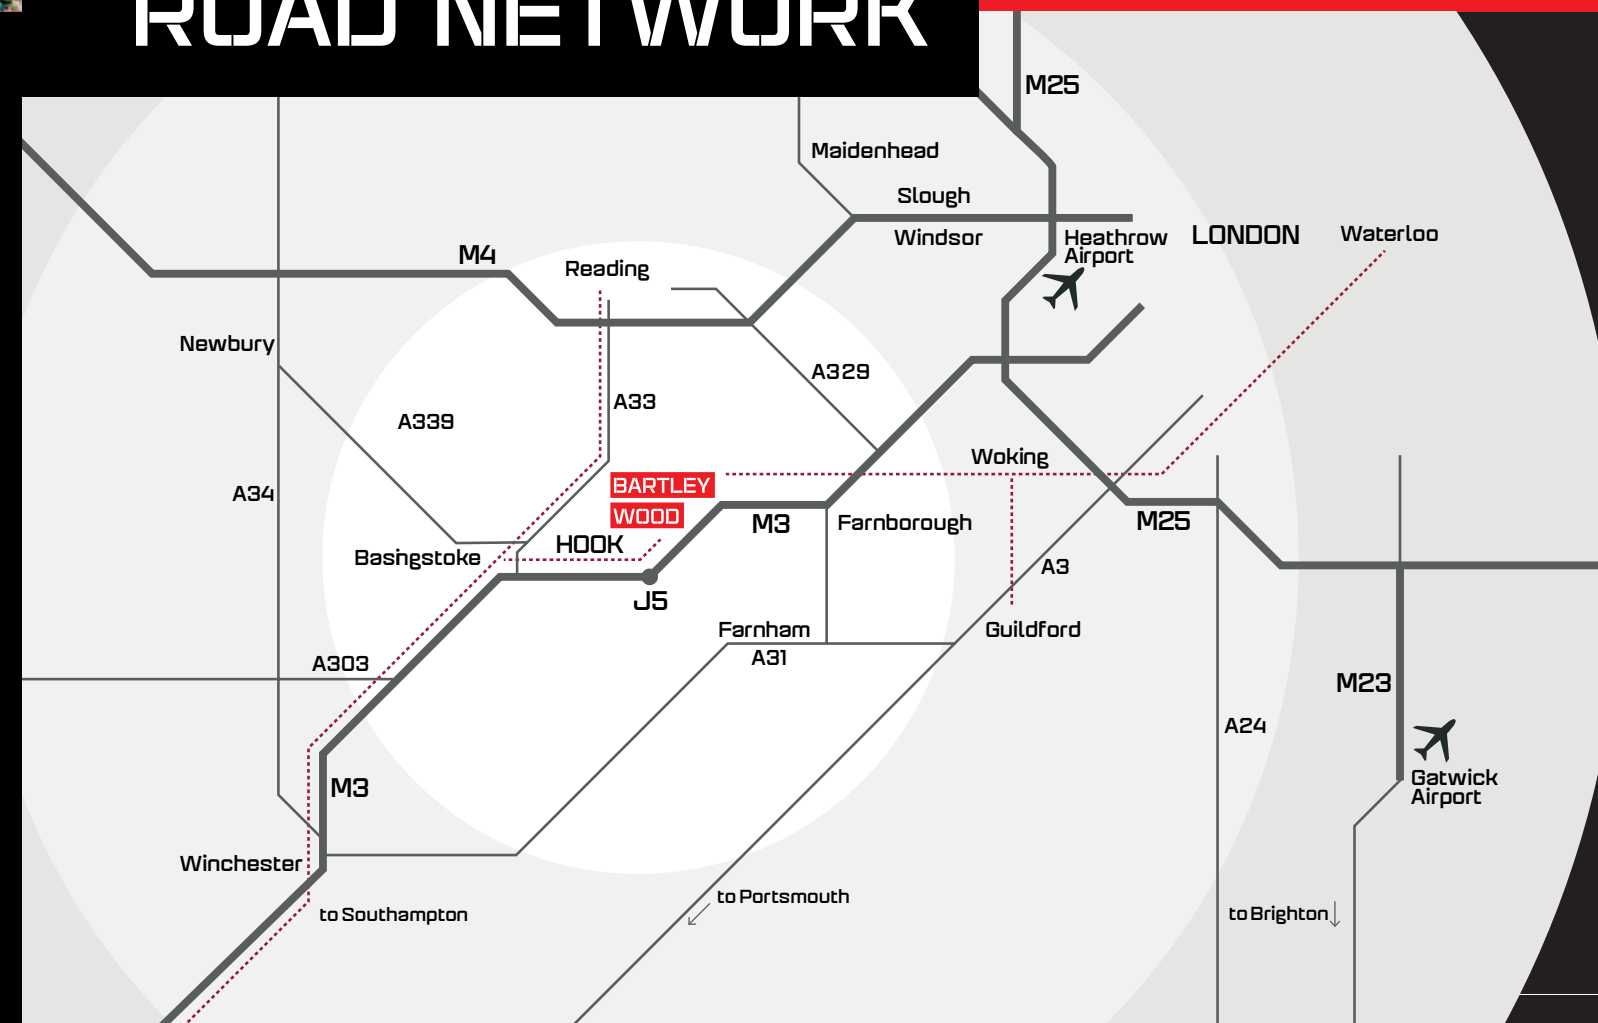 ROAD NETWORK
M25
Maidenhead
Slough
Windsor
Heathrow
Airport
LONDON
Waterloo
M4
Reading
Newbury
A329
A33
A339
A34
Woking
BARTLEY
WOOD
M3
Farnborough
M25
HOOK
Basingstoke
A3
J5
Farnham
A31
Guildford
A303
M23
A24
M3
Gatwick
Airport
Winchester
to Portsmouth
to Southampton
to Brighton